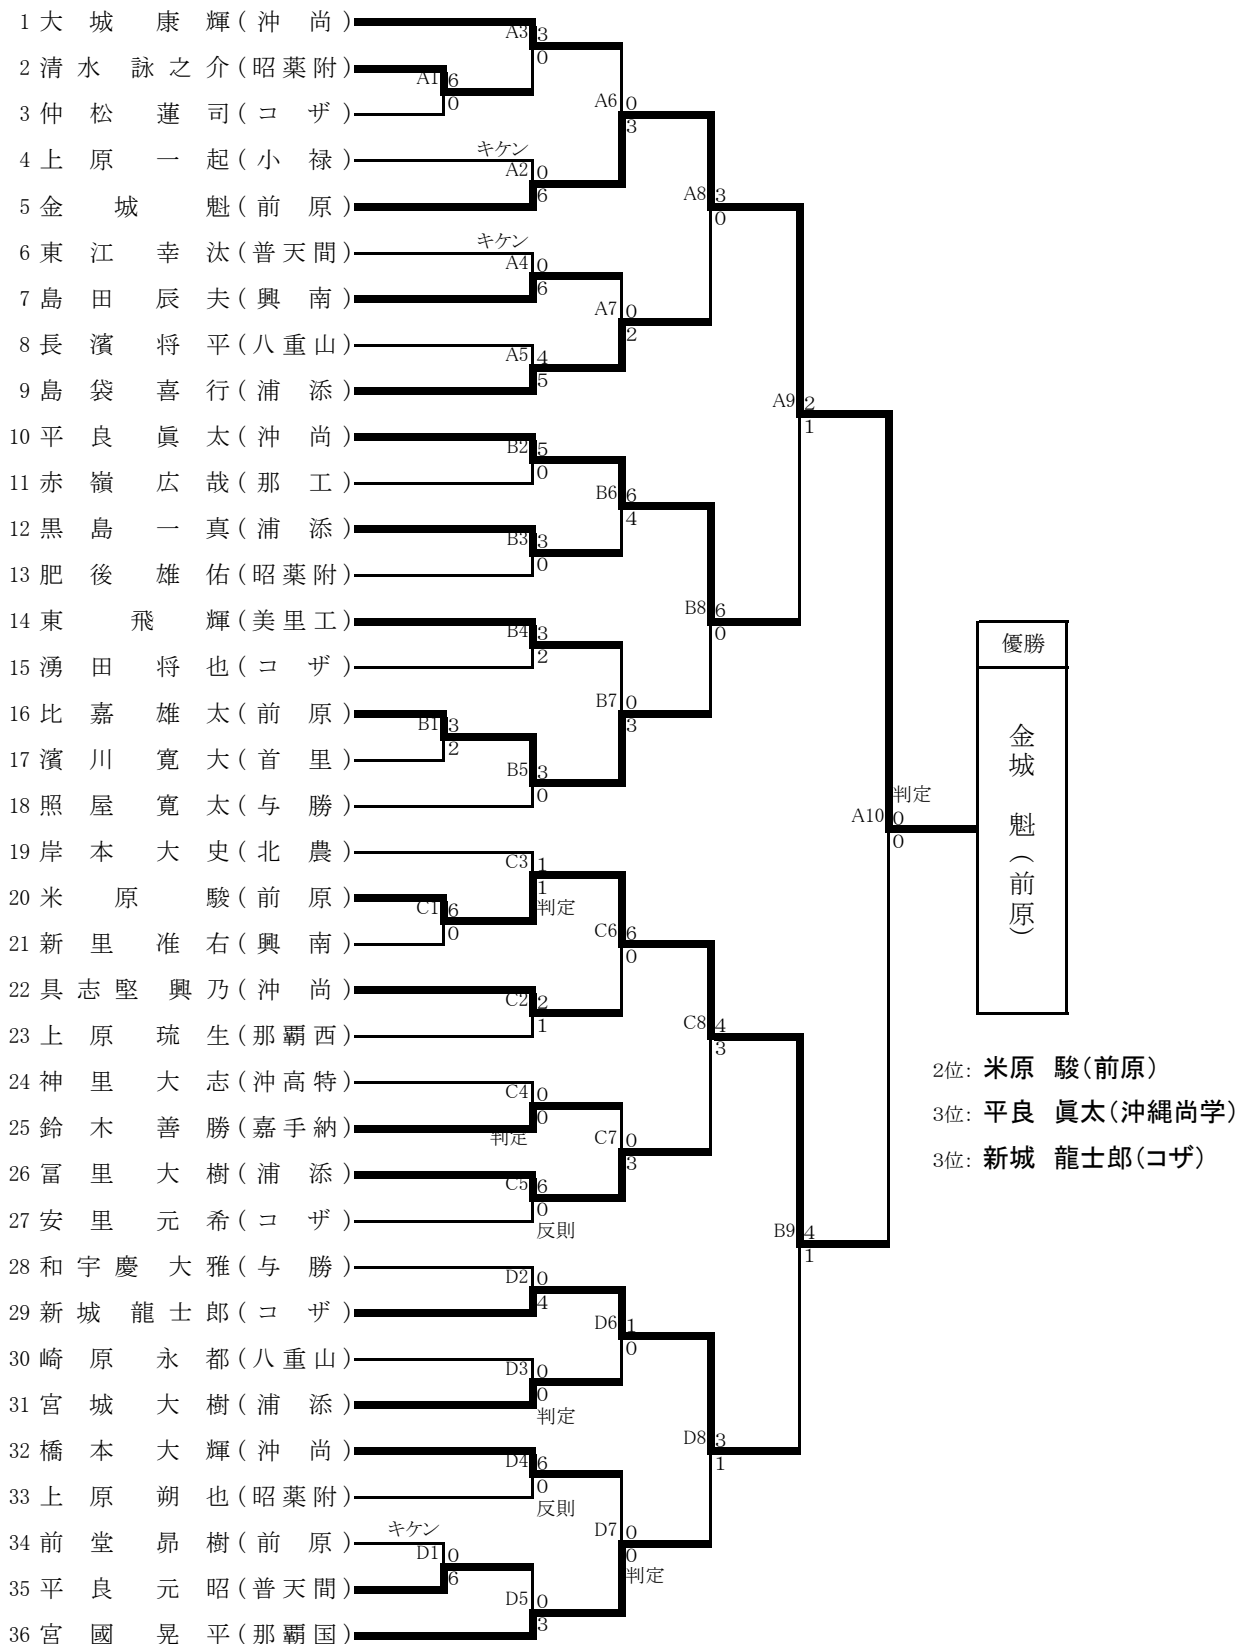 1 大城 康輝(沖尚)
2 清水 詠之介(昭薬附)
3 仲松 蓮司(コザ)
4 上原 一起(小禄)
5 金城 魁(前原)
6 東江 幸汰(普天間)
7 島田 辰夫(興南)
8 長濱 将平(八重山)
9 島袋 喜行(浦添)
10 平良 眞太(沖尚)
11 赤嶺 広哉(那工)
12 黒島 一真(浦添)
13 肥後 雄佑(昭薬附)
14 東 飛輝(美里工)
15 湧田 将也(コザ)
16 比嘉 雄太(前原)
17 濱川 寛大(首里)
18 照屋 寛太(与勝)
19 岸本 大史(北農)
20 米原 駿(前原)
21 新里 准右(興南)
22 具志堅 興乃(沖尚)
23 上原 琉生(那覇西)
24 神里 大志(沖高特)
25 鈴木 善勝(嘉手納)
26 冨里 大樹(浦添)
27 安里 元希(コザ)
28 和宇慶 大雅(与勝)
29 新城 龍士郎(コザ)
30 崎原 永都(八重山)
31 宮城 大樹(浦添)
32 橋本 大輝(沖尚)
33 上原 朔也(昭薬附)
34 前堂 昴樹(前原)
35 平良 元昭(普天間)
36 宮國 晃平(那覇国)
A1 6 0
B1 3 2
C1 6 0
キケン
D1 0 6
A3 3 0
キケン
A2 0 6
キケン
A4 0 6
A5 4 5
B2 5 0
B3 3 0
B4 3 2
B5 3 0
C3 1 1 判定
C2 2 1
C4 0 0 判定
C5 6 0 反則
D2 0 4
D3 0 0 判定
D4 6 0 反則
D5 0 3
A6 0 3
A7 0 2
B6 6 4
B7 0 3
C6 6 0
C7 0 3
D6 1 0
D7 0 0 判定
A8 3 0
B8 6 0
C8 4 3
D8 3 1
A9 2 1
B9 4 1
判定
A10 0 0
優勝
金城 魁(前原)
2位: 米原 駿(前原)
3位: 平良 眞太(沖縄尚学)
3位: 新城 龍士郎(コザ)